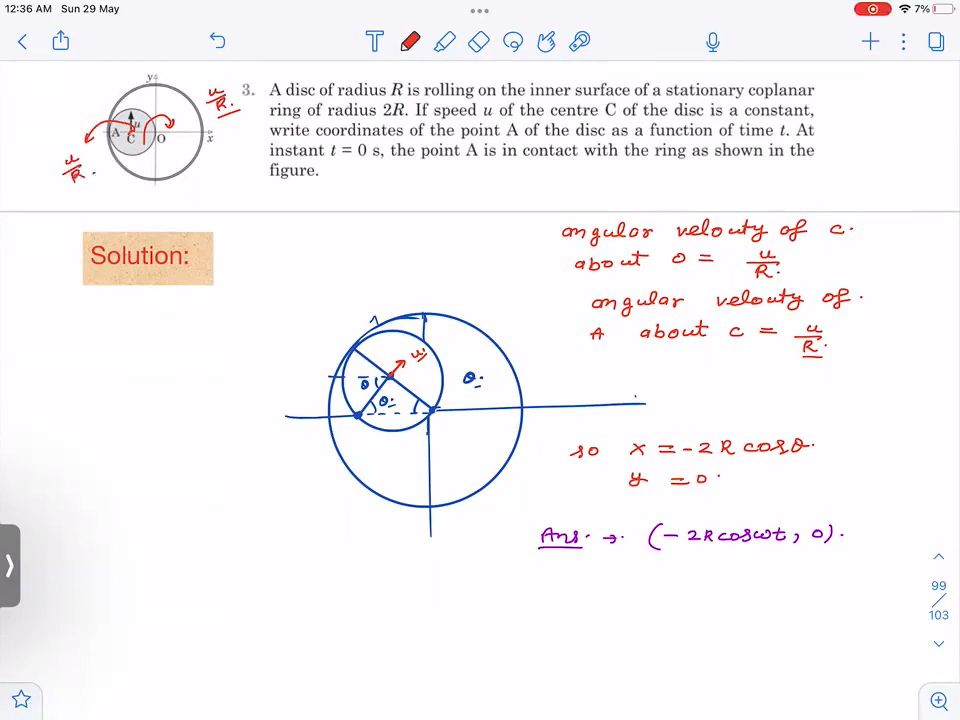 12:36 AM Sun 29 May
7%
3. A disc of radius R is rolling on the inner surface of a stationary coplanar
ring of radius 2R. If speed u of the centre C of the disc is a constant,
write coordinates of the point A of the disc as a function of time t. At
instant t = 0 s, the point A is in contact with the ring as shown in the
figure.
y
x
A
C
O
u
u/R.
u/R.
Solution:
angular velouty of c.
about 0 = u/R.
angular velouty of.
A about c = u/R.
u
θ
θ
θ.
so x = -2R cosθ.
y = 0.
Ans. →. (-2Rcosωt, 0).
99
103